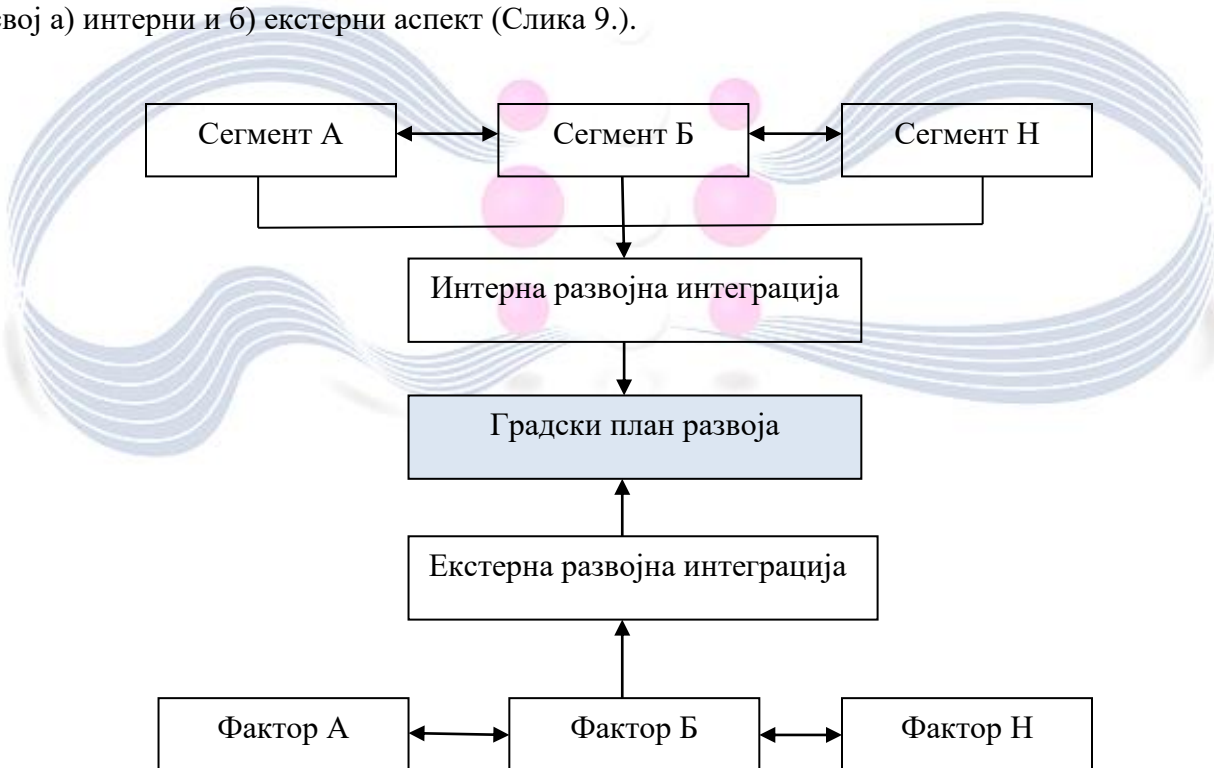 свој а) интерни и б) екстерни аспект (Слика 9.).
Сегмент А Сегмент Б Сегмент Н
Интерна развојна интеграција
Градски план развоја
Екстерна развојна интеграција
Фактор А Фактор Б Фактор Н